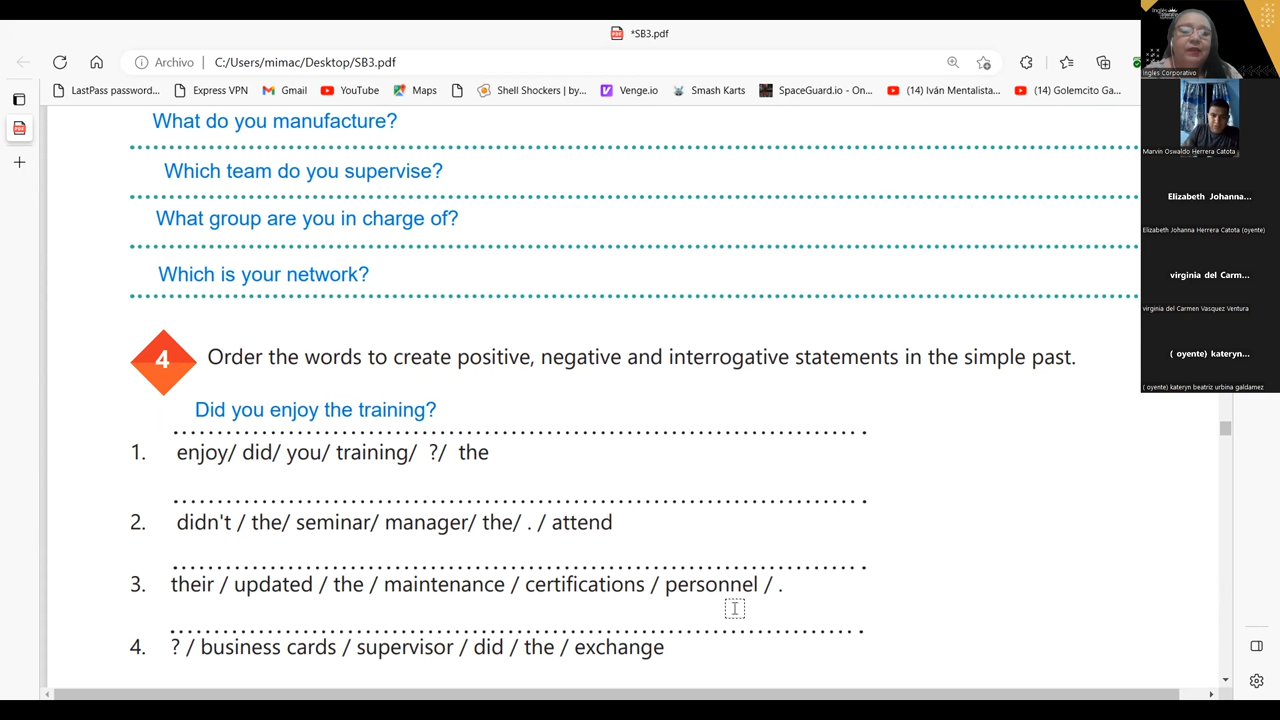 *SB3.pdf
Archivo | C:/Users/mimac/Desktop/SB3.pdf
LastPass password... Express VPN Gmail YouTube Maps Shell Shockers | by... Venge.io Smash Karts SpaceGuard.io - On... (14) Iván Mentalista... (14) Golemcito Ga...
What do you manufacture?
Which team do you supervise?
What group are you in charge of?
Which is your network?
4 Order the words to create positive, negative and interrogative statements in the simple past.
Did you enjoy the training?
1. enjoy/ did/ you/ training/ ?/ the
2. didn't / the/ seminar/ manager/ the/ . / attend
3. their / updated / the / maintenance / certifications / personnel / .
4. ? / business cards / supervisor / did / the / exchange
Inglés Corporativo
Marvin Oswaldo Herrera Catota
Elizabeth Johanna...
Elizabeth Johanna Herrera Catota (oyente)
virginia del Carm...
virginia del Carmen Vasquez Ventura
( oyente) kateryn...
( oyente) kateryn beatriz urbina galdamez